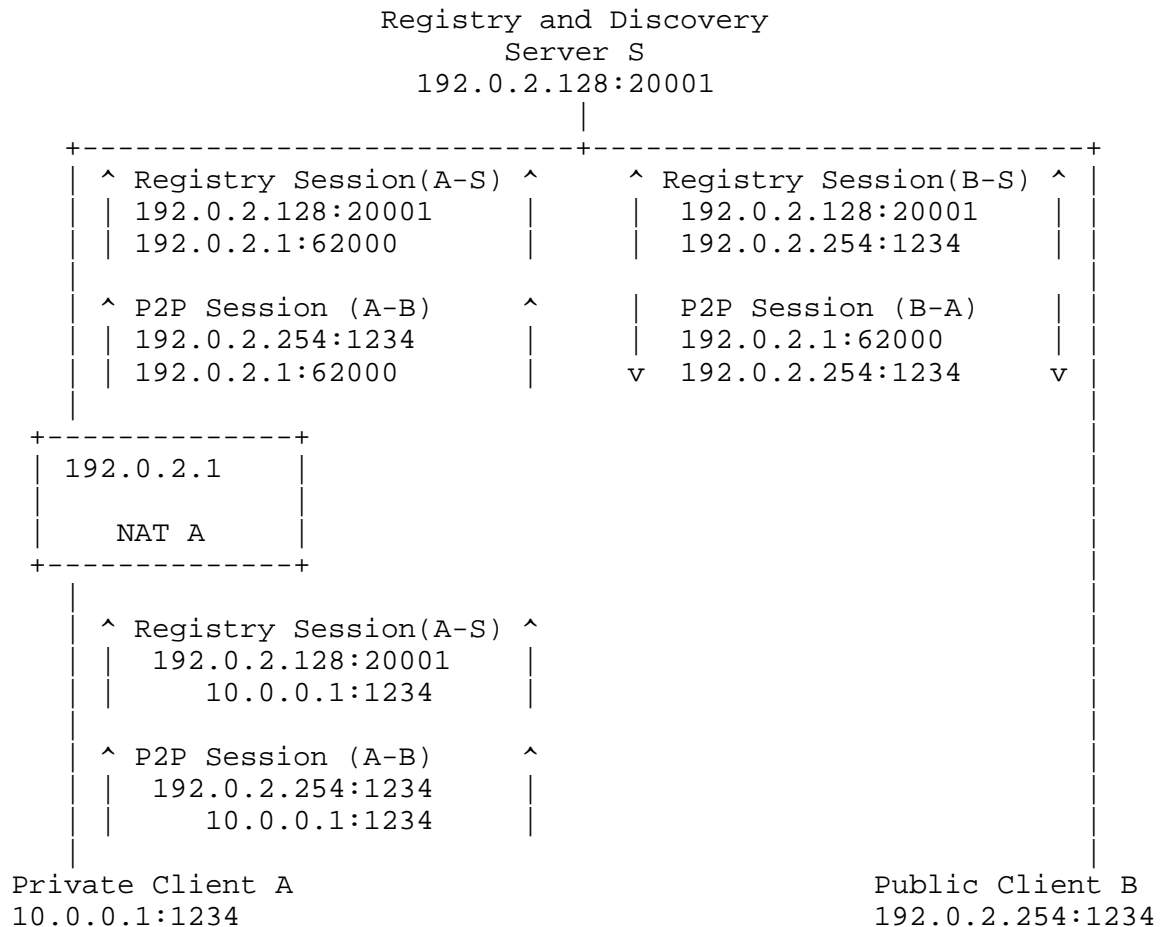 Registry and Discovery
Server S
192.0.2.128:20001
|
+----------------------------+----------------------------+
| ^ Registry Session(A-S) ^     ^ Registry Session(B-S) ^ |
| | 192.0.2.128:20001     |     |  192.0.2.128:20001    | |
| | 192.0.2.1:62000       |     |  192.0.2.254:1234     | |
|                                                         |
| ^ P2P Session (A-B)     ^     |  P2P Session (B-A)    | |
| | 192.0.2.254:1234      |     |  192.0.2.1:62000      | |
| | 192.0.2.1:62000       |     v  192.0.2.254:1234     v |
|                                                         |
+--------------+                                          |
| 192.0.2.1    |                                          |
|              |                                          |
|    NAT A     |                                          |
+--------------+                                          |
|                                                         |
| ^ Registry Session(A-S) ^                               |
| |  192.0.2.128:20001    |                               |
| |     10.0.0.1:1234     |                               |
|                                                         |
| ^ P2P Session (A-B)     ^                               |
| |  192.0.2.254:1234     |                               |
| |     10.0.0.1:1234     |                               |
|                                                         |
Private Client A                                 Public Client B
10.0.0.1:1234                                    192.0.2.254:1234